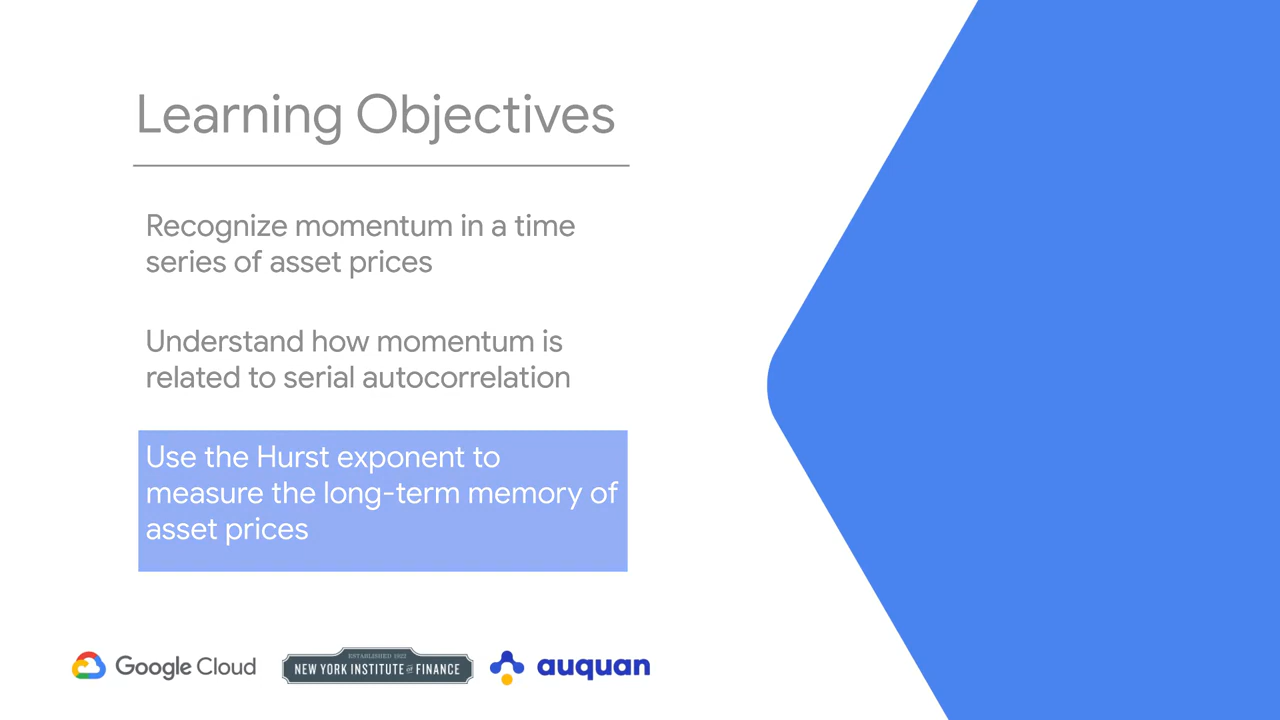 Learning Objectives
Recognize momentum in a time
series of asset prices
Understand how momentum is
related to serial autocorrelation
Use the Hurst exponent to
measure the long-term memory of
asset prices
Google Cloud
ESTABLISHED 1922
NEW YORK INSTITUTE OF FINANCE
auquan